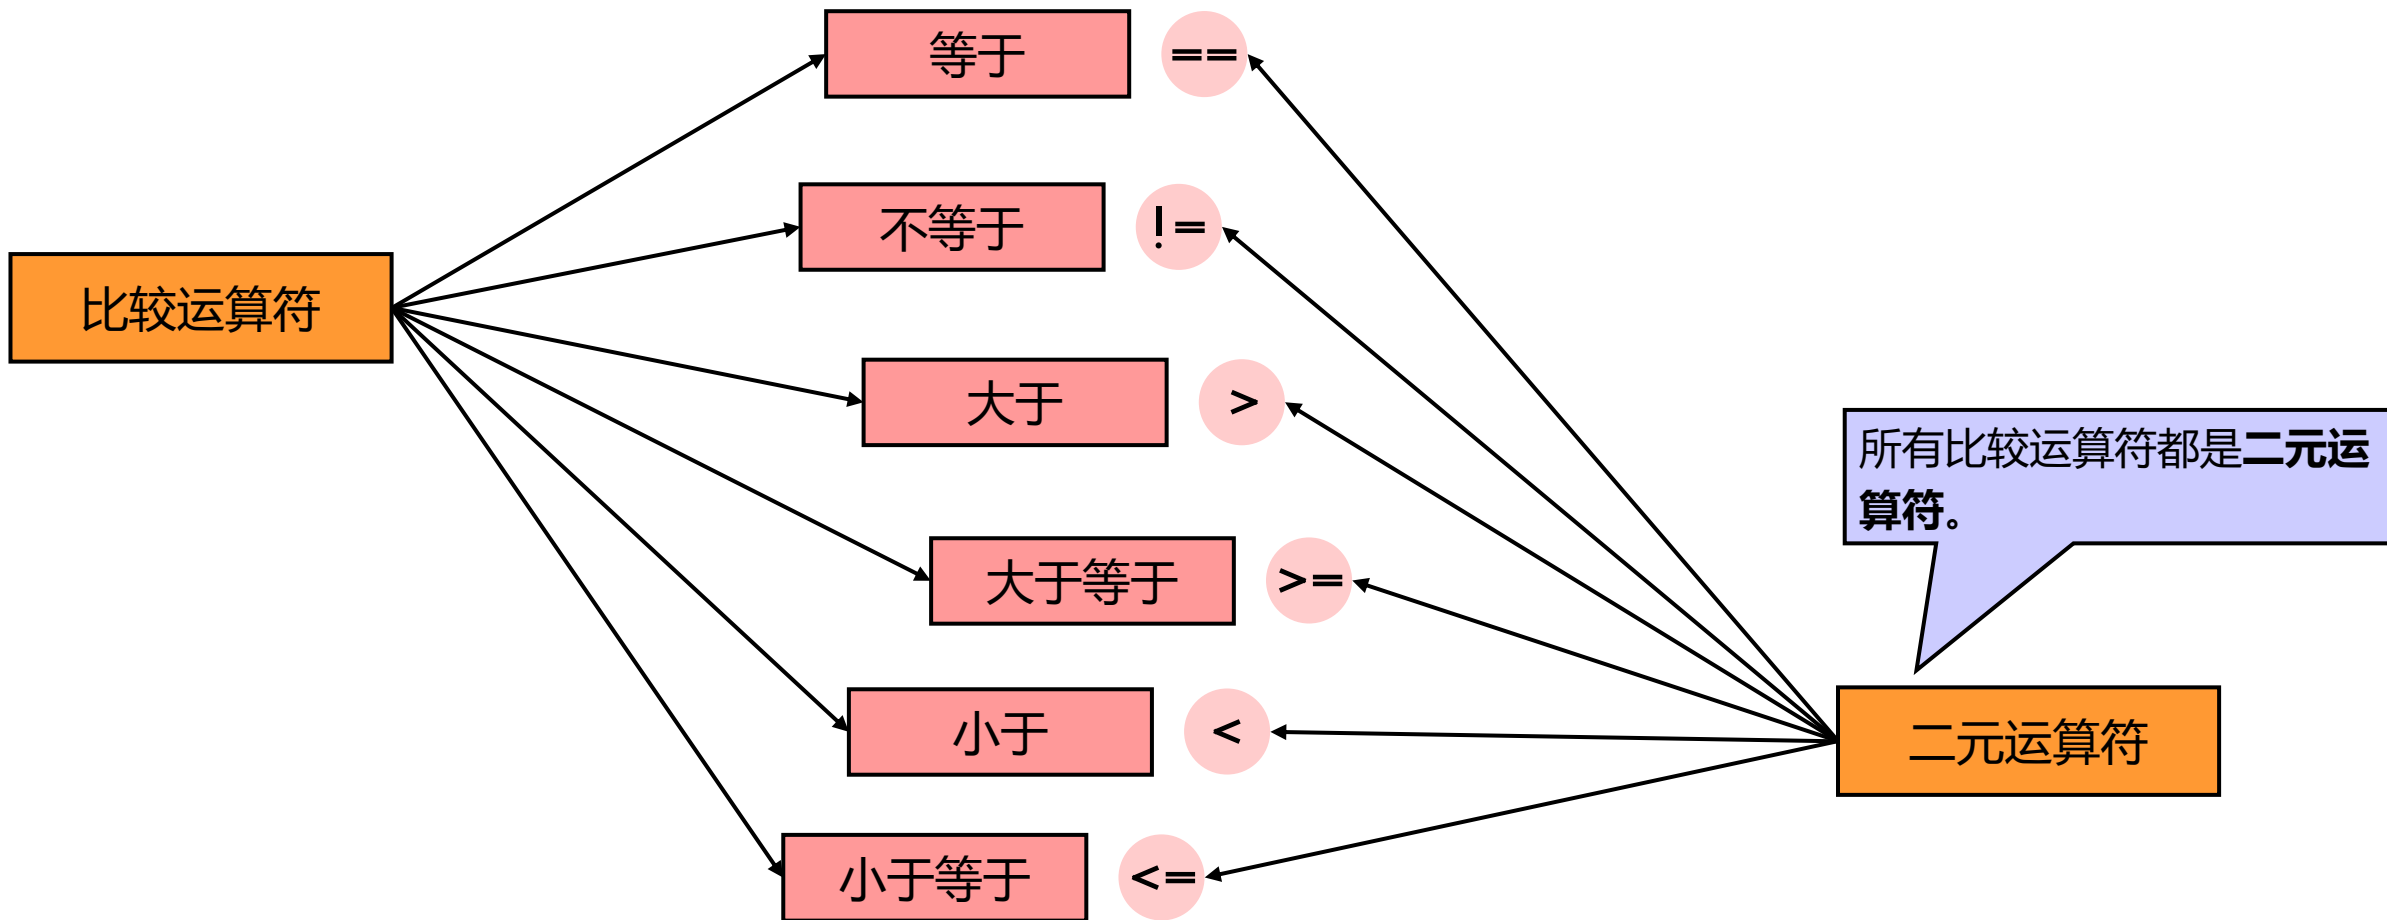 等于 ==
不等于 !=
比较运算符
大于 >
所有比较运算符都是二元运
算符。
大于等于 >=
小于 <
二元运算符
小于等于 <=